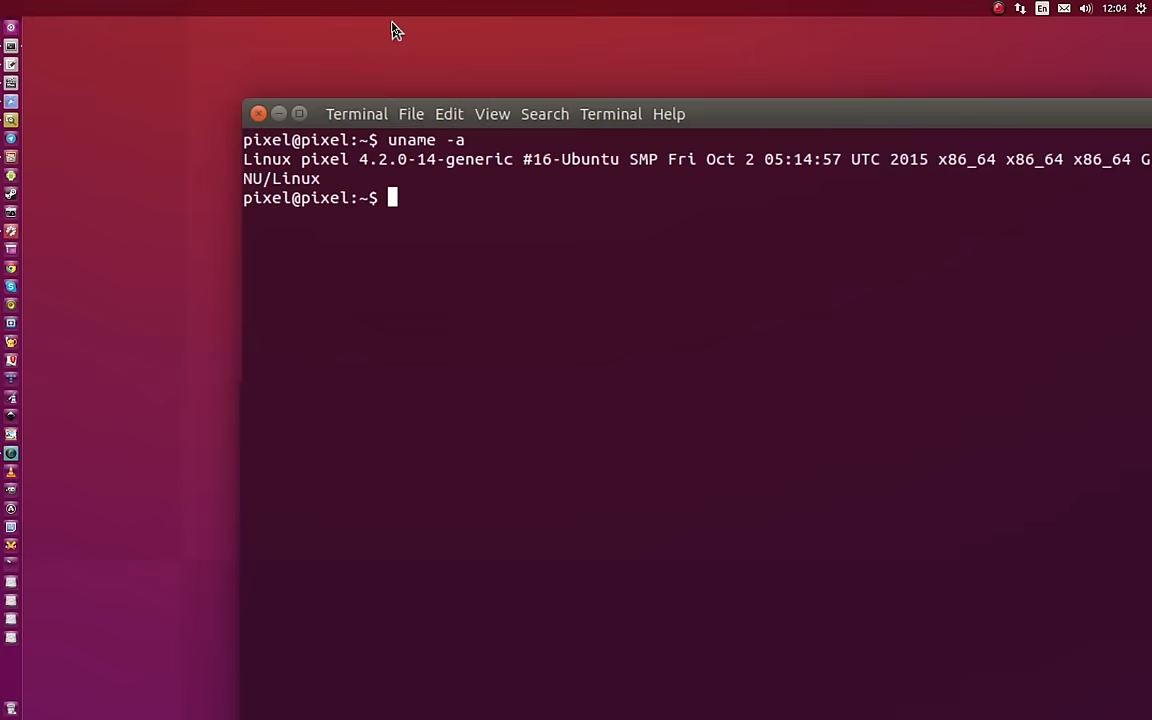 En 12:04
Terminal File Edit View Search Terminal Help
pixel@pixel:~$ uname -a
Linux pixel 4.2.0-14-generic #16-Ubuntu SMP Fri Oct 2 05:14:57 UTC 2015 x86_64 x86_64 x86_64 G
NU/Linux
pixel@pixel:~$